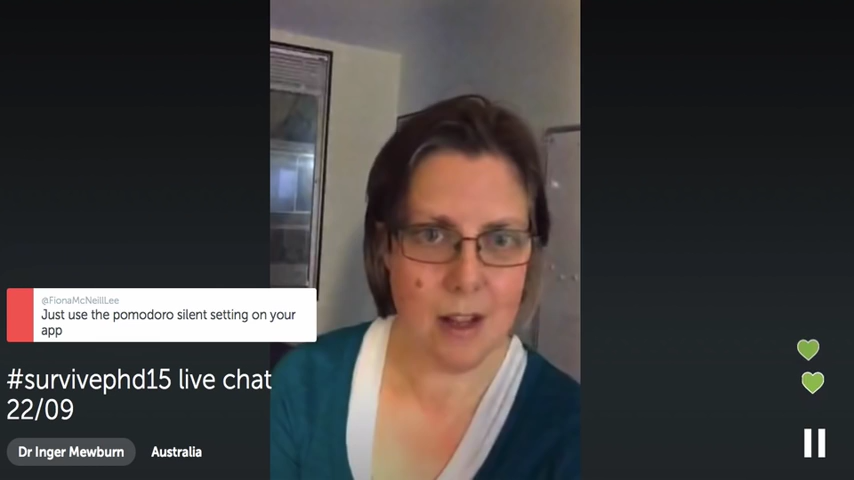 @FionaMcNeillLee
Just use the pomodoro silent setting on your
app
#survivephd15 live chat
22/09
Dr Inger Mewburn
Australia